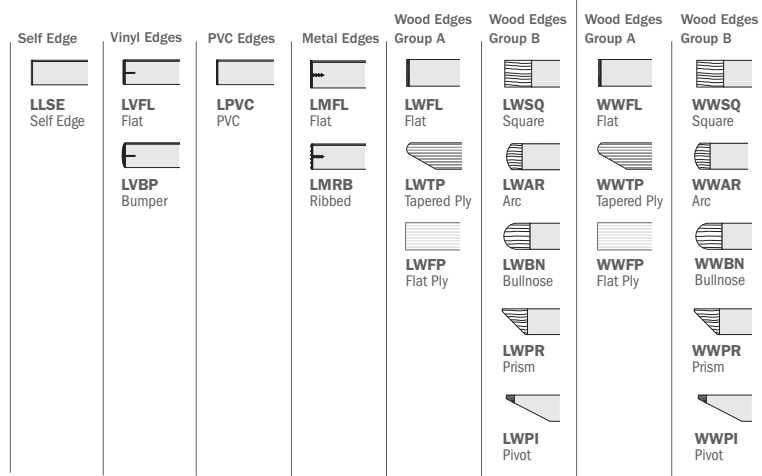 Self Edge
LLSE
Self Edge
Vinyl Edges
LVFL
Flat
LVBP
Bumper
PVC Edges
LPVC
PVC
Metal Edges
LMFL
Flat
LMRB
Ribbed
Wood Edges
Group A
LWFL
Flat
LWTP
Tapered Ply
LWFP
Flat Ply
Wood Edges
Group B
LWSQ
Square
LWAR
Arc
LWBN
Bullnose
LWPR
Prism
LWPI
Pivot
Wood Edges
Group A
WWFL
Flat
WWTP
Tapered Ply
WWFP
Flat Ply
Wood Edges
Group B
WWSQ
Square
WWAR
Arc
WWBN
Bullnose
WWPR
Prism
WWPI
Pivot